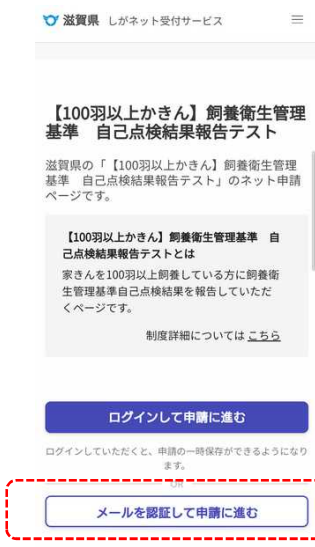 滋賀県 しがネット受付サービス
【100羽以上かきん】飼養衛生管理
基準　自己点検結果報告テスト
滋賀県の「【100羽以上かきん】飼養衛生管理
基準　自己点検結果報告テスト」のネット申請
ページです。
【100羽以上かきん】飼養衛生管理基準　自
己点検結果報告テストとは
家きんを100羽以上飼養している方に飼養衛
生管理基準自己点検結果を報告していただ
くページです。
制度詳細については こちら
ログインして申請に進む
ログインしていただくと、申請の一時保存ができるようになり
ます。
OR
メールを認証して申請に進む